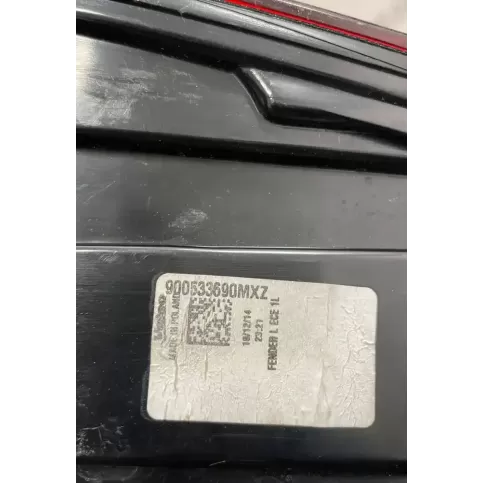 900533690MXZ
MADE IN POLAND
18/12/14
23:21
FENDER L ECE 1L